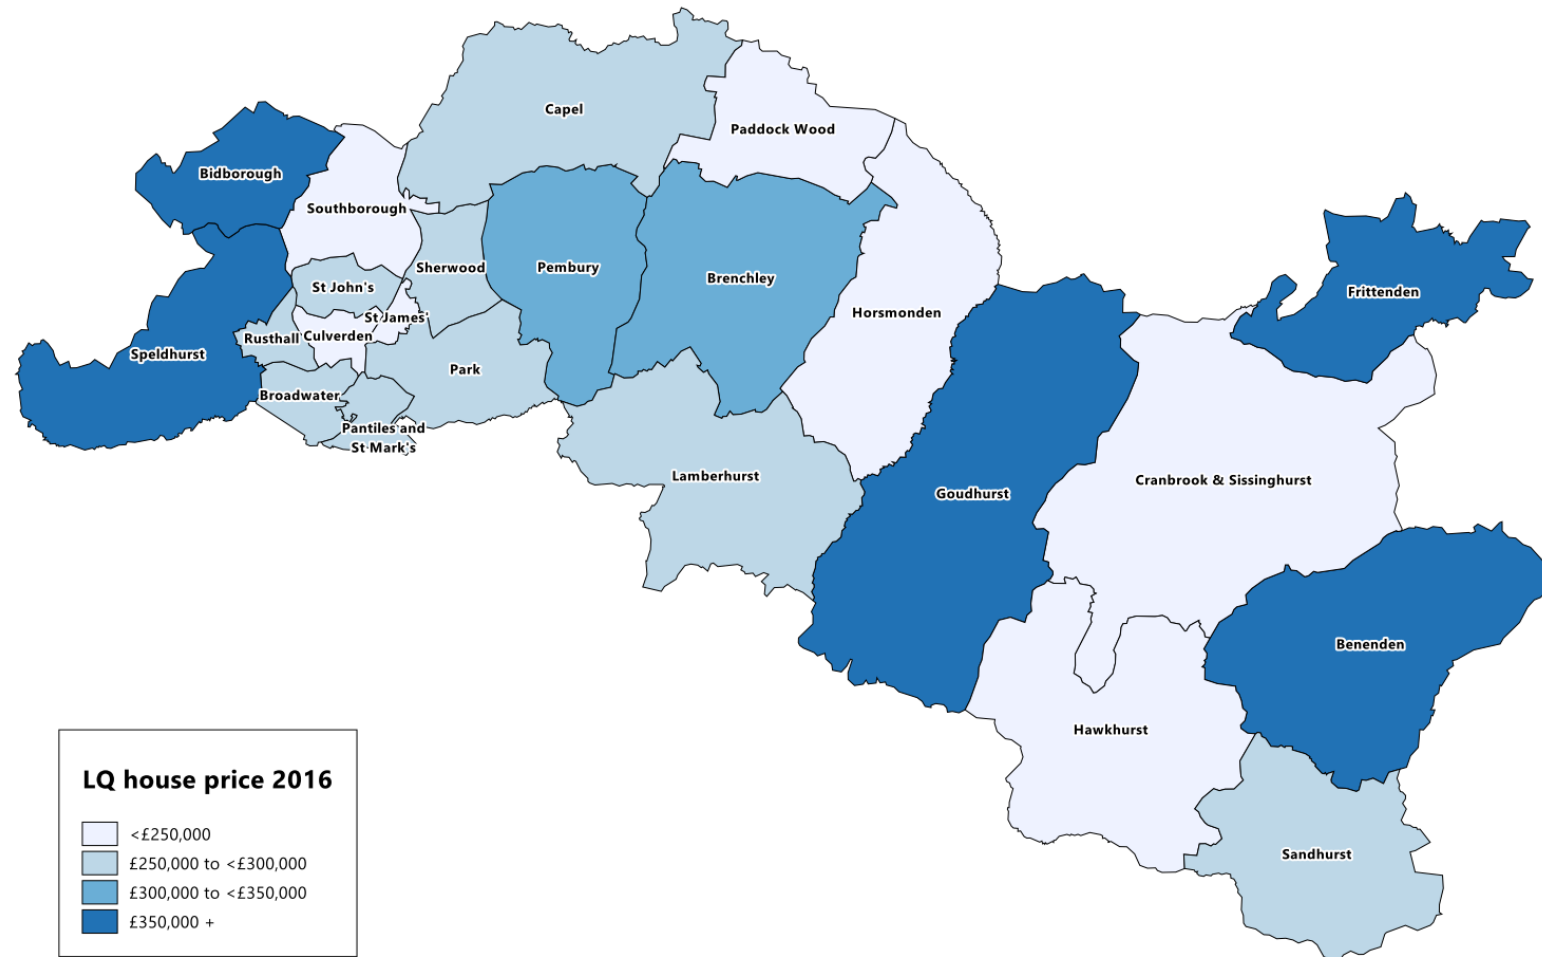 Capel
Paddock Wood
Bidborough
Southborough
Sherwood
Pembury
Brenchley
St John's
Frittenden
Horsmonden
St James'
Rusthall
Culverden
Speldhurst
Park
Broadwater
Pantiles and
St Mark's
Lamberhurst
Cranbrook & Sissinghurst
Goudhurst
Benenden
Hawkhurst
Sandhurst
LQ house price 2016
<£250,000
£250,000 to <£300,000
£300,000 to <£350,000
£350,000 +